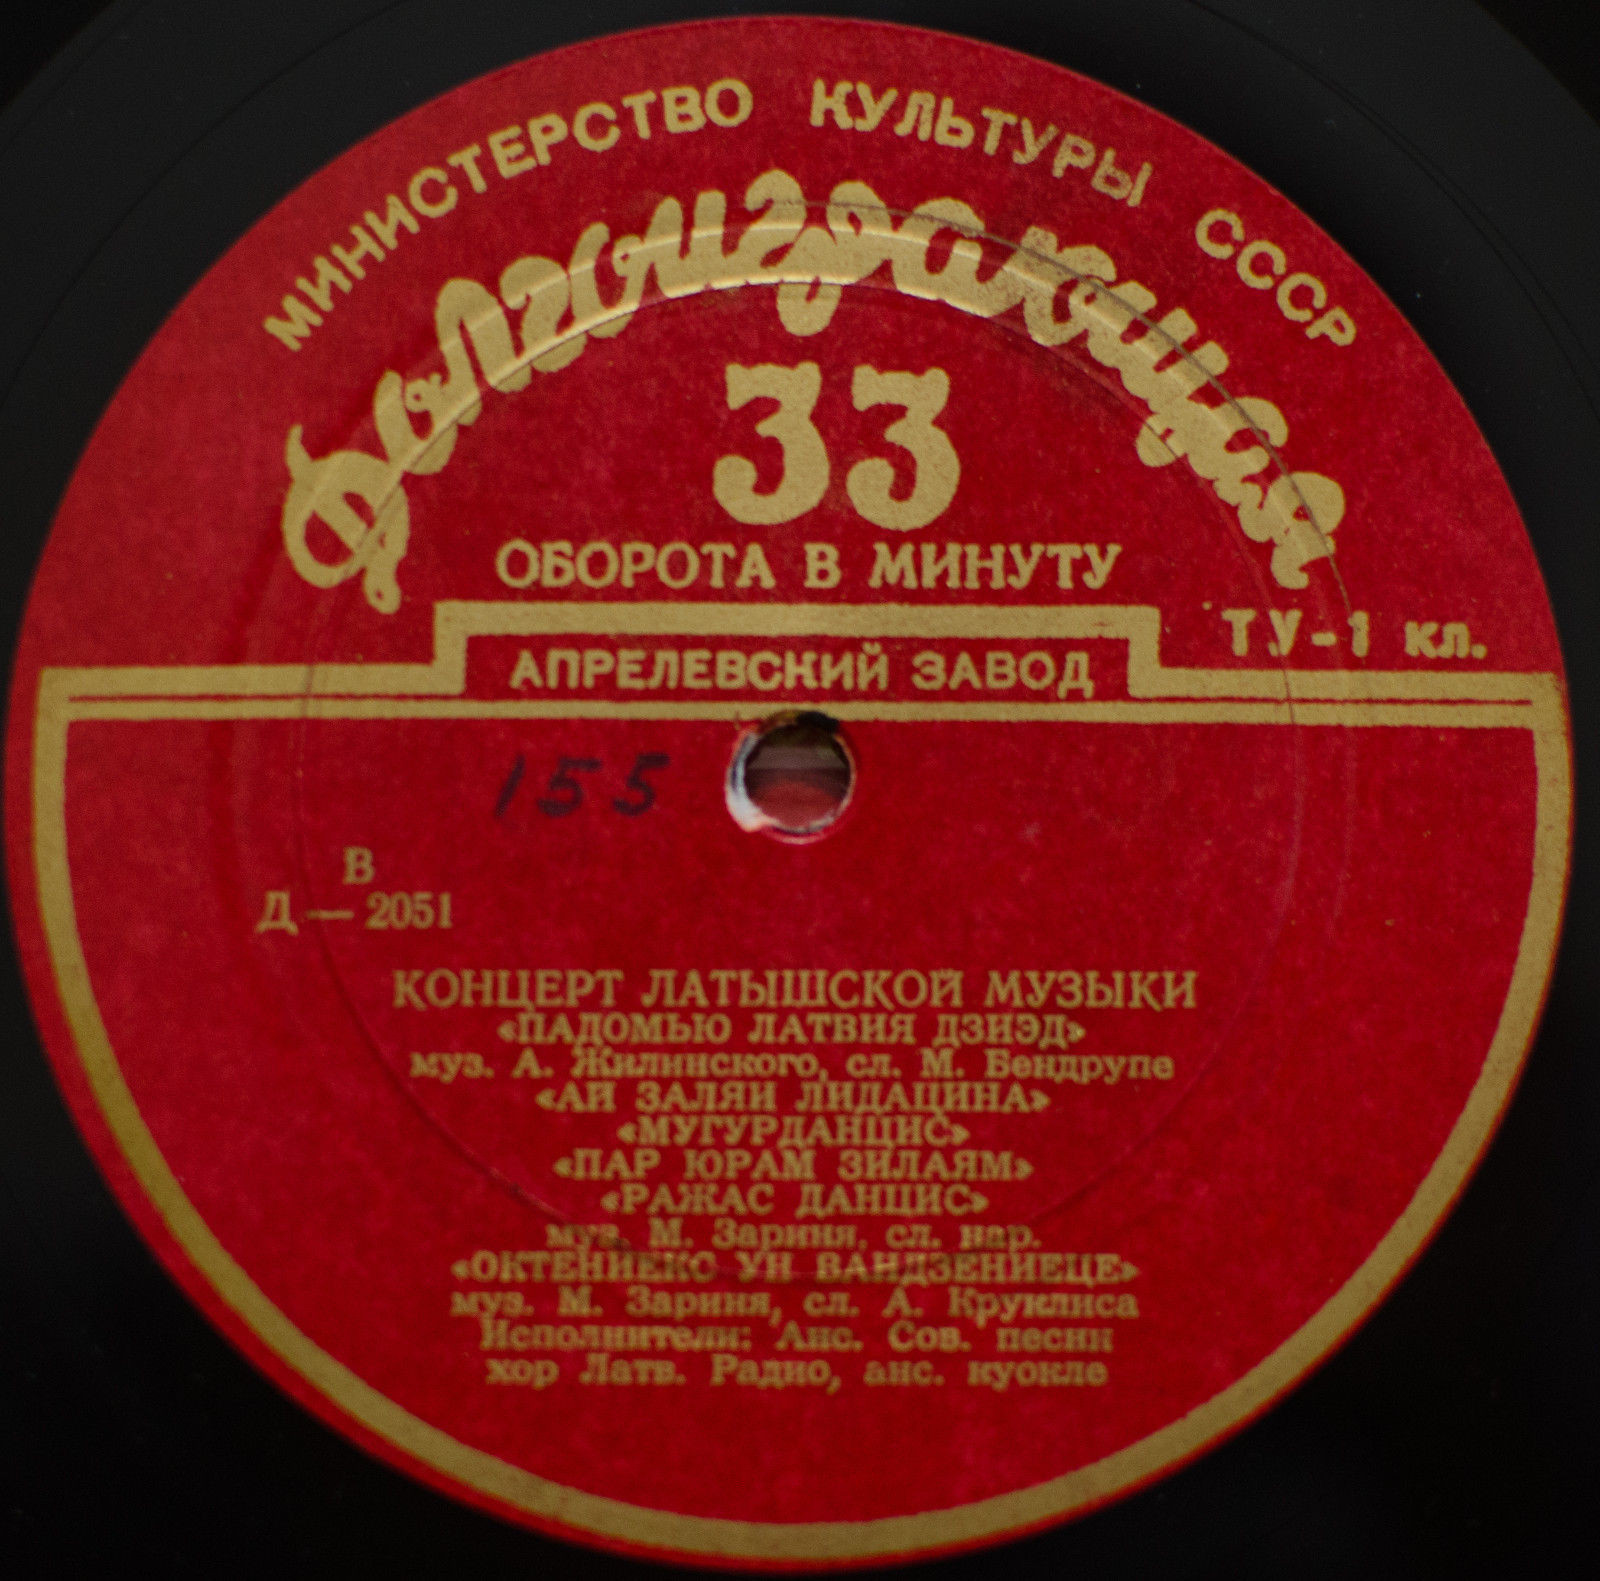 МИНИСТЕРСТВО КУЛЬТУРЫ СССР
Долгоиграющая
33
ОБОРОТА В МИНУТУ
ТУ-1 кл.
АПРЕЛЕВСКИЙ ЗАВОД
155
В
Д — 2051
КОНЦЕРТ ЛАТЫШСКОЙ МУЗЫКИ
«ПАДОМЬЮ ЛАТВИЯ ДЗИЭД»
муз. А. Жилинского, сл. М. Бендрупе
«АИ ЗАЛЯИ ЛИДАЦИНА»
«МУГУРДАНЦИС»
«ПАР ЮРАМ ЗИЛАЯМ»
«РАЖАС ДАНЦИС»
муз. М. Зариня, сл. нар.
«ОКТЕНИЕКС УН ВАНДЗЕНИЕЦЕ»
муз. М. Зариня, сл. А. Круклиса
Исполнители: Анс. Сов. песни
хор Латв. Радио, анс. куокле